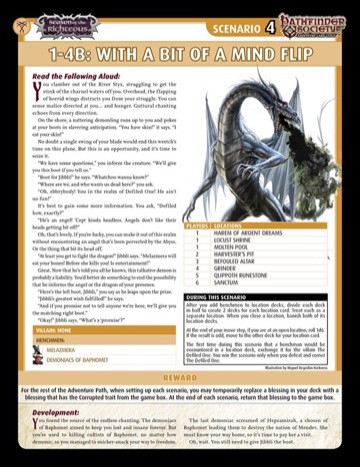 Season of the Righteous
SCENARIO 4
PATHFINDER SOCIETY
1-4B: WITH A BIT OF A MIND FLIP
Read the Following Aloud:
You clamber out of the River Styx, struggling to get the
stink of the charnel waters off you. Overhead, the flapping
of horrid wings distracts you from your struggle. You can
sense malice directed at you... and hunger. Guttural chanting
echoes from every direction.
On the shore, a nattering demonling runs up to you and pokes
at your boots in slavering anticipation. "You have skin!" it says. "I
eat your skin!"
No doubt a single swing of your blade would end this wretch's
time on this plane. But this is an opportunity, and it's time to
seize it.
"We have some questions," you inform the creature. "We'll give
you this boot if you tell us."
"Boot for Jibbli!" he says. "Whatchoo wanna know?"
"Where are we, and who wants us dead here?" you ask.
"Oh, ehheybody! You in the realm of Defiled One! He ain't
no fun!"
It's best to gain some more information. You ask, "Defiled
how, exactly?"
"He's an angel! 'Cept kinda headless. Angels don't like their
heads getting bit off!"
Oh, that's lovely. If you're lucky, you can make it out of this realm
without encountering an angel that's been perverted by the Abyss.
Or the thing that bit its head off.
"At least you get to fight the dragon!" Jibbli says. "Melazmera will
eat your bones! Before she kills you! Is entertainment!"
Great. Now that he's told you all he knows, this talkative demon is
probably a liability. You'd better do something to end the possibility
that he informs the angel or the dragon of your presence.
"Here's the left boot, Jibbli," you say as he leaps upon the prize.
"Jibbli's greatest wish fulfilled!" he says.
"And if you promise not to tell anyone we're here, we'll give you
the matching right boot."
"Okay!" Jibbli says. "What's a 'promise'?"
VILLAIN: NONE
HENCHMEN:
MELAZMERA
DEMONIACS OF BAPHOMET
PLAYERS LOCATIONS
1 HAREM OF ARDENT DREAMS
1 LOCUST SHRINE
1 MOLTEN POOL
2 HARVESTER'S PIT
3 BEFOULED ALTAR
4 GRINDER
5 QLIPPOTH RUNESTONE
6 SANCTUM
DURING THIS SCENARIO
After you add henchmen to location decks, divide each deck
in half to create 2 decks for each location card. Treat each as a
separate location. When you close a location, banish both of its
location decks.
At the end of your move step, if you are at an open location, roll 1d6.
If the result is odd, move to the other deck for your location card.
The first time during this scenario that a henchman would be
encountered in a location deck, exchange it for the villain The
Defiled One. You win the scenario only when you defeat and corner
The Defiled One.
Illustration by Miguel Regodón Harkness
REWARD
For the rest of the Adventure Path, when setting up each scenario, you may temporarily replace a blessing in your deck with a
blessing that has the Corrupted trait from the game box. At the end of each scenario, return that blessing to the game box.
Development:
You found the source of the endless chanting. The demoniacs
of Baphomet aimed to keep you lost and insane forever. But
you're used to killing cultists of Baphomet, so native how
demonic, so you managed to snicker-snack your way to freedom.
The last doomsayer screamed of Hepzamirah, a chosen of
Baphomet leading them to destroy the nation of Mendev. She
must know your way home, so it's time to pay her a visit.
Oh, wait. You still need to give Jibbli the boot.